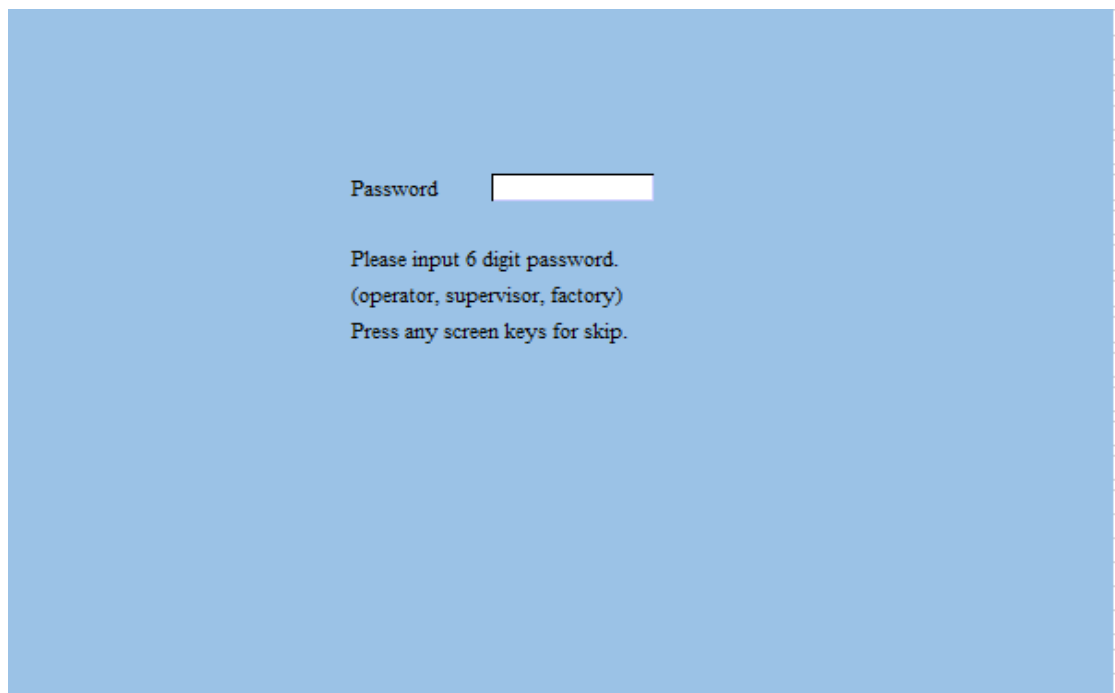 Password
Please input 6 digit password.
(operator, supervisor, factory)
Press any screen keys for skip.